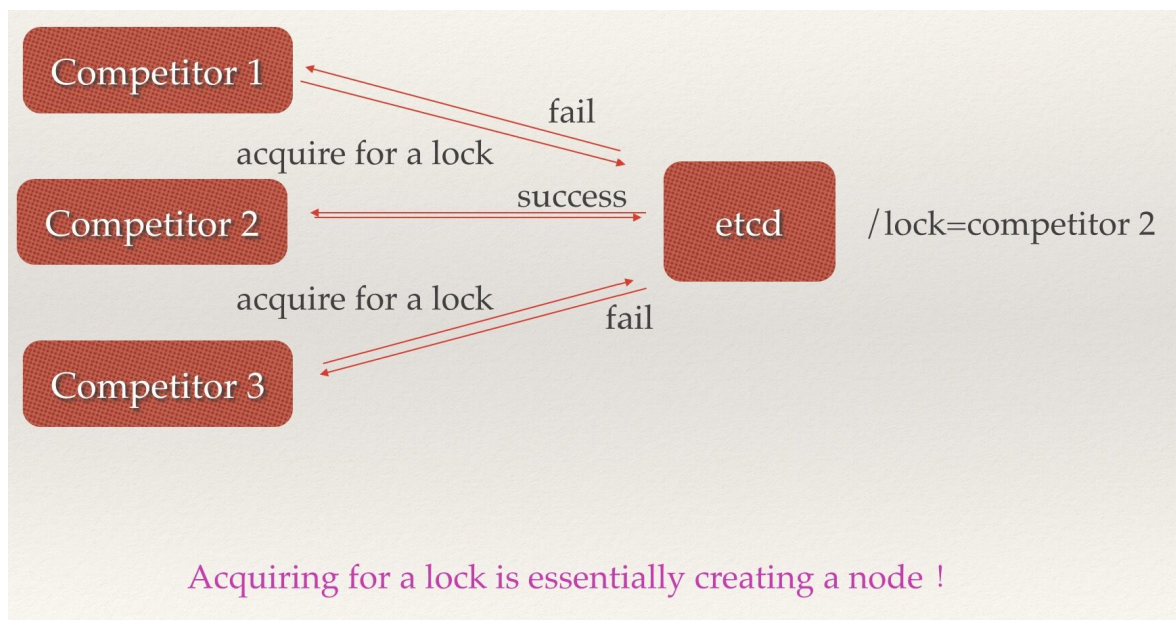 Competitor 1
fail
acquire for a lock
success
Competitor 2
etcd
/lock=competitor 2
acquire for a lock
fail
Competitor 3
Acquiring for a lock is essentially creating a node !